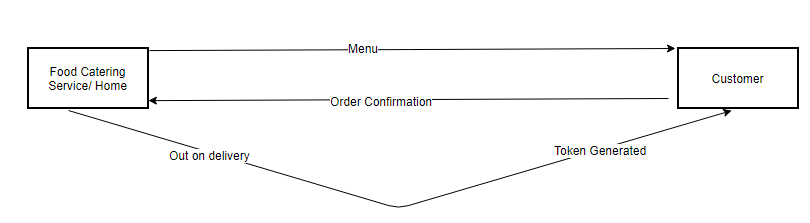 Menu
Food Catering
Service/ Home
Customer
Order Confirmation
Out on delivery
Token Generated